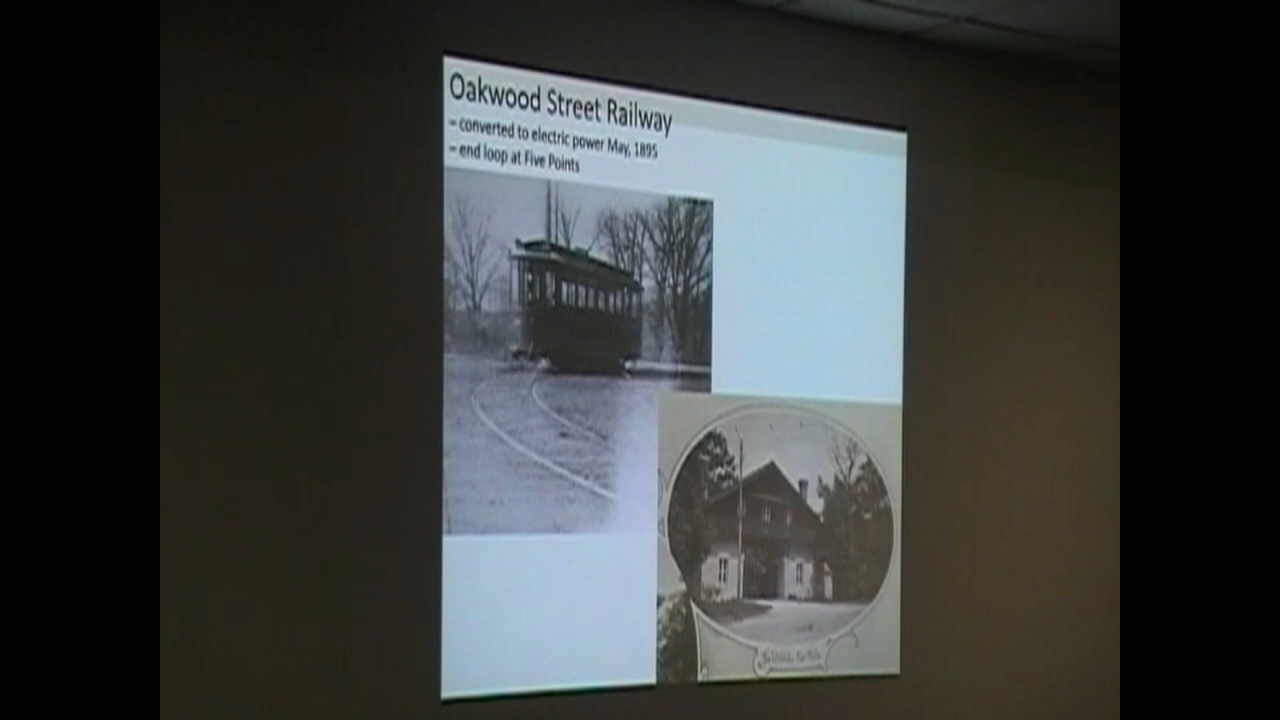 Oakwood Street Railway
– converted to electric power May, 1895
– end loop at Five Points